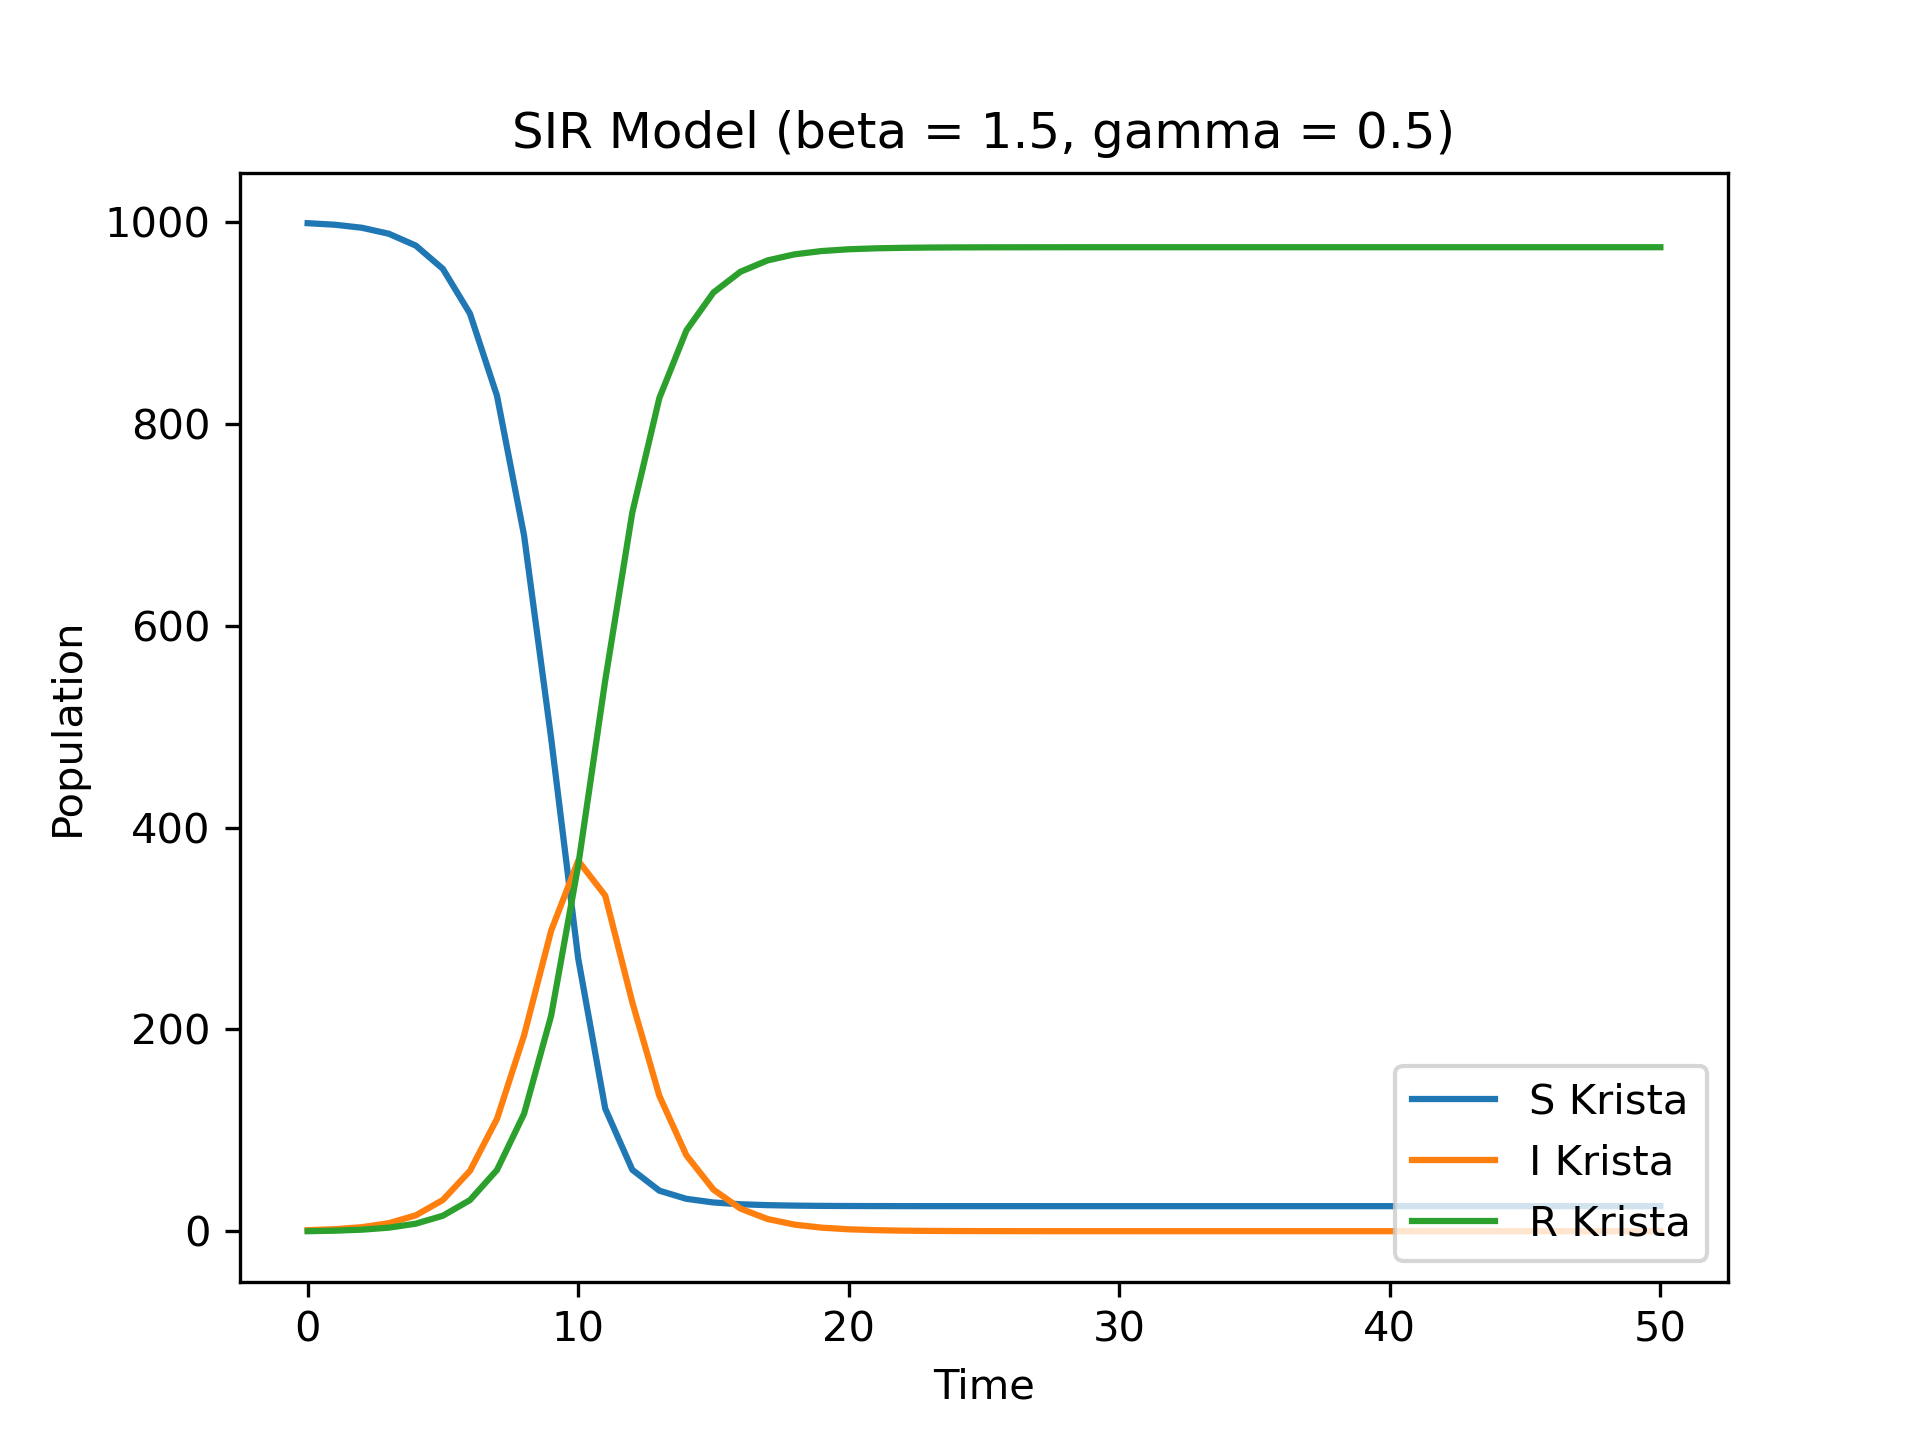 SIR Model (beta = 1.5, gamma = 0.5)
Population
1000
800
600
400
200
0
0 10 20 30 40 50
Time
S Krista
I Krista
R Krista